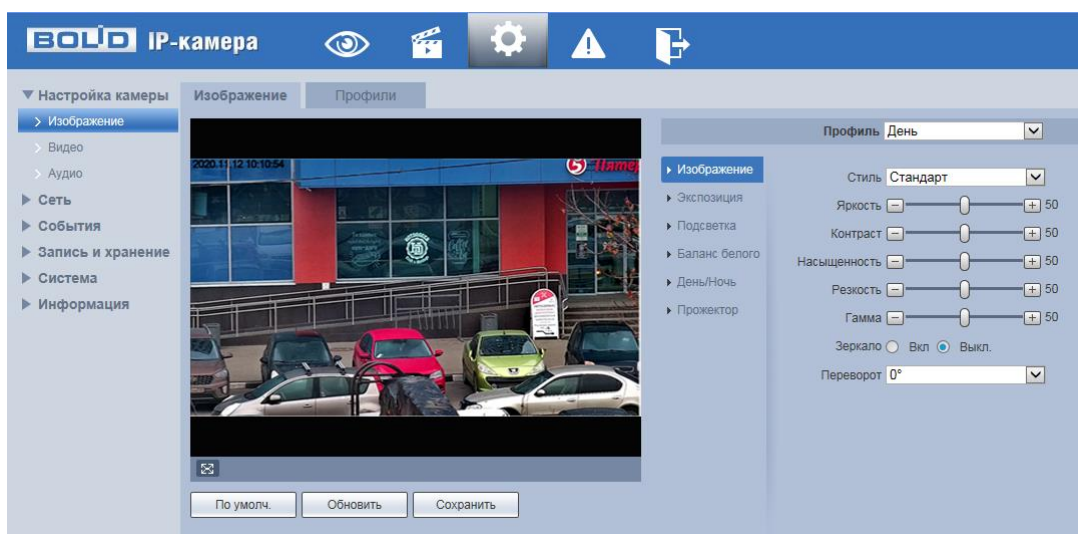 BOLID IP-камера
Настройка камеры
Изображение
Видео
Аудио
Сеть
События
Запись и хранение
Система
Информация
Изображение Профили
2020.11.12 10:10:54
5
По умолч. Обновить Сохранить
Профиль День
Изображение
Экспозиция
Подсветка
Баланс белого
День/Ночь
Прожектор
Стиль Стандарт
Яркость 50
Контраст 50
Насыщенность 50
Резкость 50
Гамма 50
Зеркало Вкл Выкл.
Переворот 0°